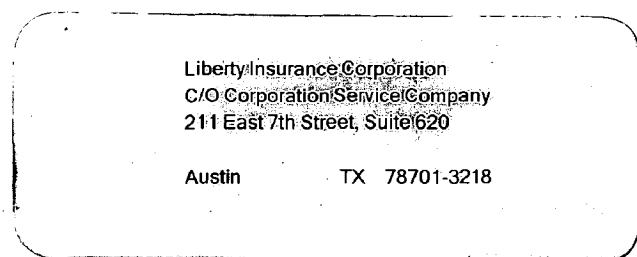 Liberty Insurance Corporation
C/O Corporation Service Company
211 East 7th Street, Suite 620
Austin TX 78701-3218